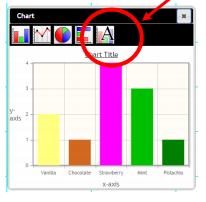 Chart
A
Chart Title
4
3
2
1
0
y-axis
Vanilla Chocolate Strawberry Mint Pistachio
x-axis